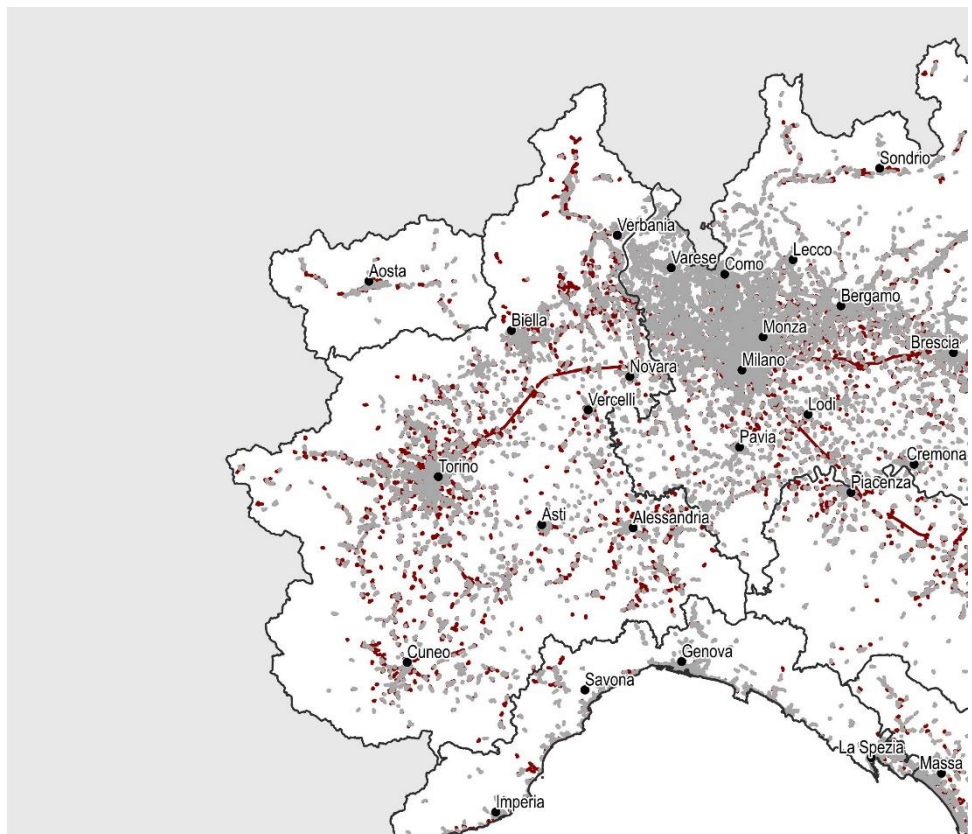 Sondrio
Verbania
Varese
Como
Lecco
Aosta
Bergamo
Biella
Monza
Brescia
Milano
Novara
Vercelli
Lodi
Pavia
Cremona
Torino
Piacenza
Asti
Alessandria
Cuneo
Genova
Savona
La Spezia
Massa
Imperia